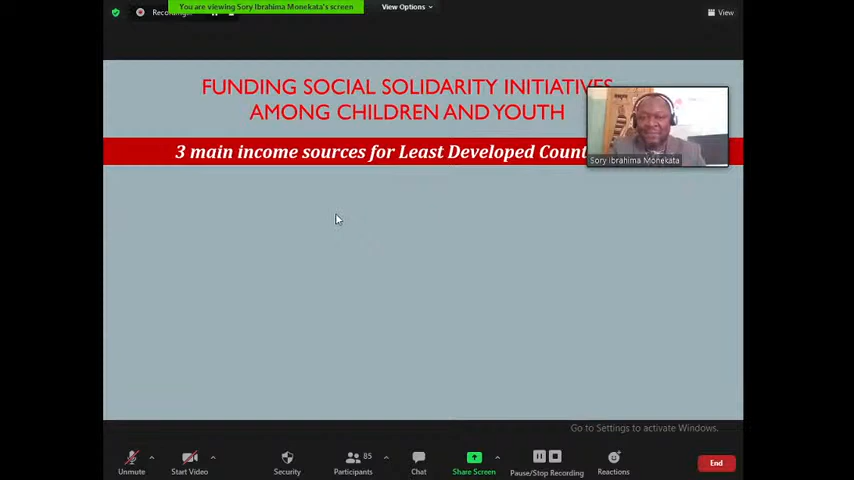 You are viewing Sory Ibrahima Monekata's screen
View Options
View
FUNDING SOCIAL SOLIDARITY INITIATIVES
AMONG CHILDREN AND YOUTH
3 main income sources for Least Developed Count
Sory Ibrahima Monekata
Go to Settings to activate Windows.
85
Unmute
Start Video
Security
Participants
Chat
Share Screen
Pause/Stop Recording
Reactions
End